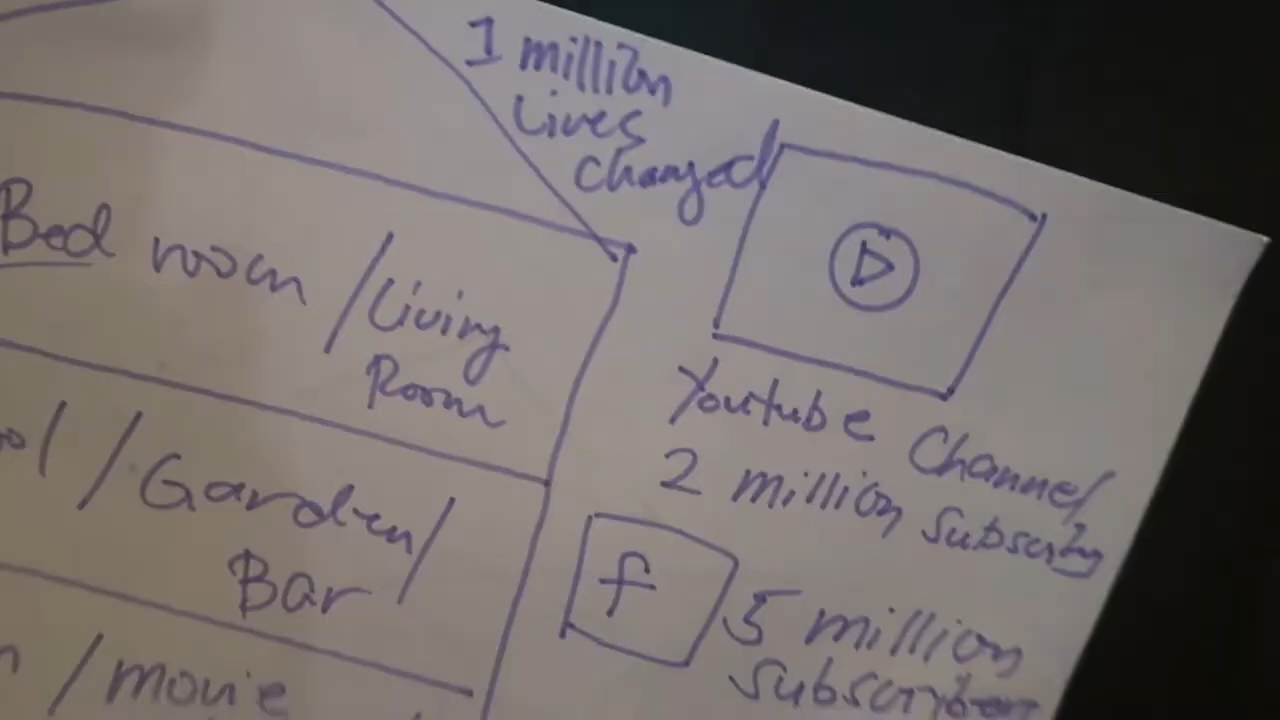 1 million
Lives
Changed
Bed room / Living
Room
/ Garden /
Bar
/ movie
Youtube Channel
2 million
f
5 million